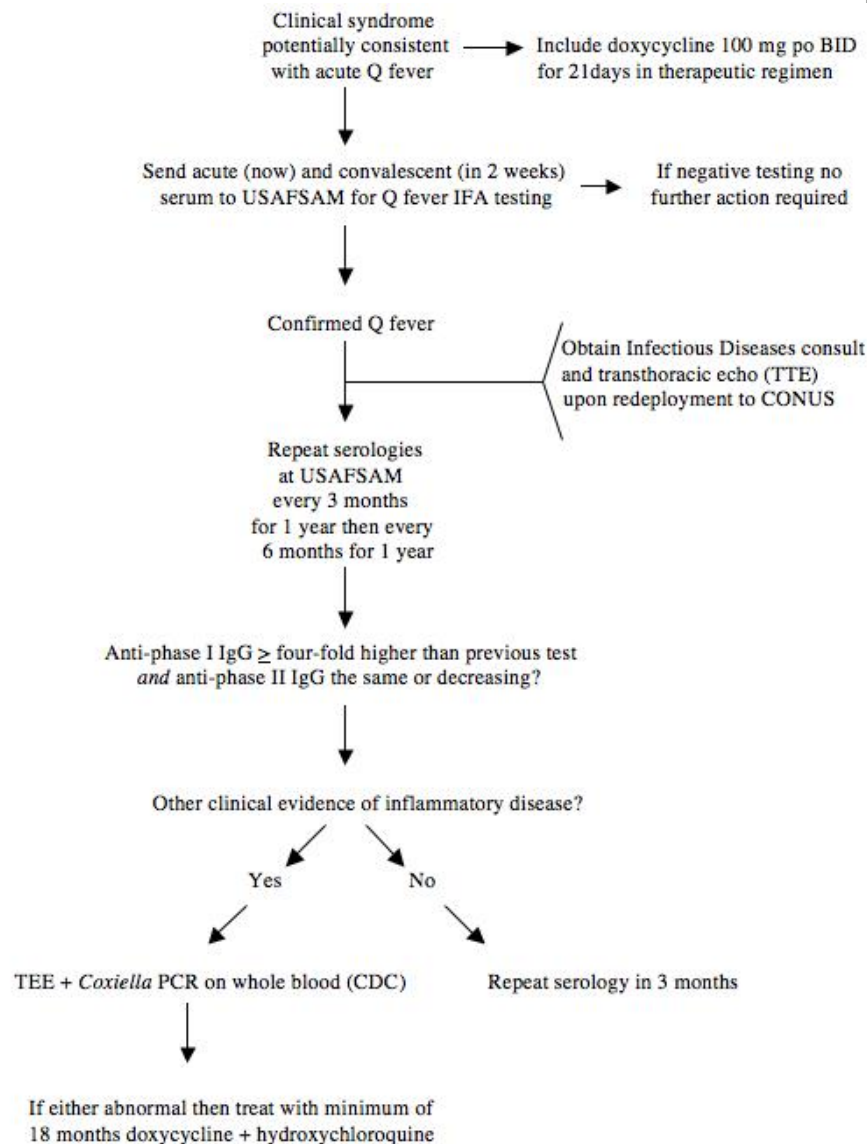 Clinical syndrome
potentially consistent
with acute Q fever
Include doxycycline 100 mg po BID
for 21days in therapeutic regimen
Send acute (now) and convalescent (in 2 weeks)
serum to USAFSAM for Q fever IFA testing
If negative testing no
further action required
Confirmed Q fever
Obtain Infectious Diseases consult
and transthoracic echo (TTE)
upon redeployment to CONUS
Repeat serologies
at USAFSAM
every 3 months
for 1 year then every
6 months for 1 year
Anti-phase I IgG ≥ four-fold higher than previous test
and anti-phase II IgG the same or decreasing?
Other clinical evidence of inflammatory disease?
Yes
No
TEE + Coxiella PCR on whole blood (CDC)
Repeat serology in 3 months
If either abnormal then treat with minimum of
18 months doxycycline + hydroxychloroquine